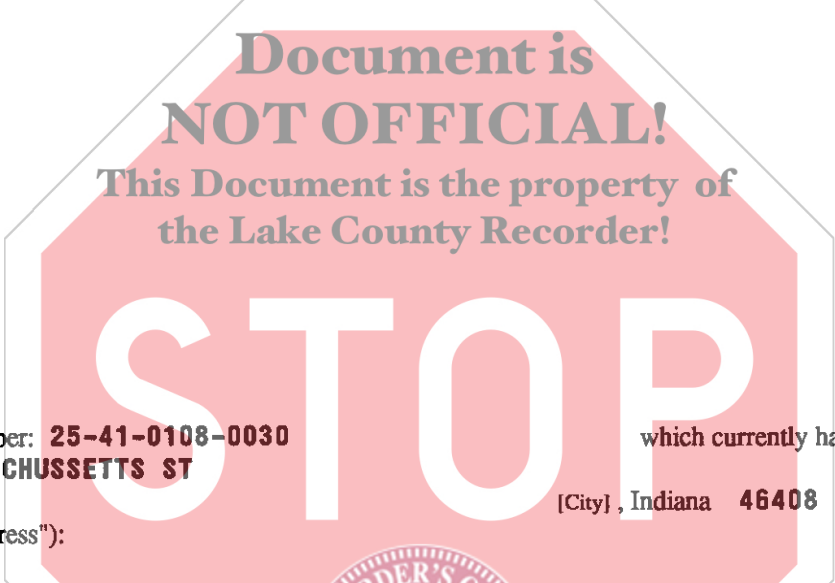 Document is
NOT OFFICIAL!
This Document is the property of
the Lake County Recorder!
STOP
per: 25-41-0108-0030 which currently ha
CHUSSETTS ST
[City] , Indiana 46408
ress"):
DER'S